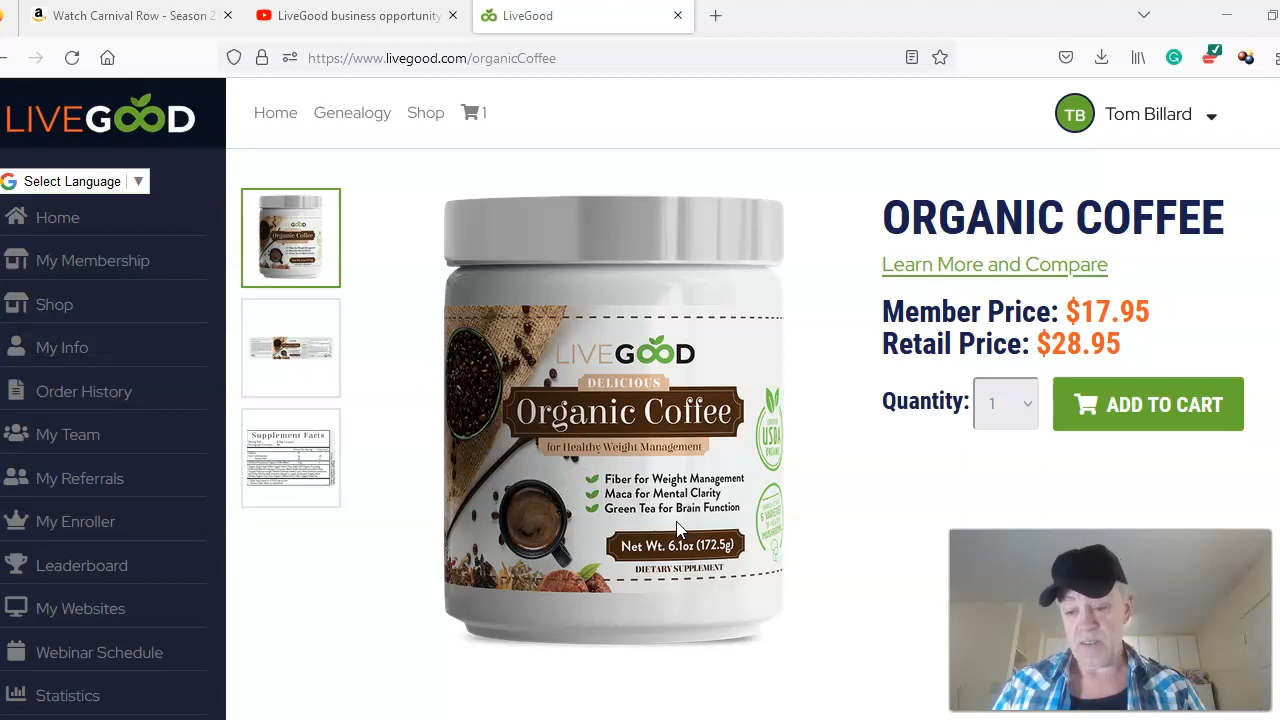 Watch Carnival Row - Season 2
LiveGood business opportunity
LiveGood
https://www.livegood.com/organicCoffee
LIVEGOOD
Home
Genealogy
Shop
1
TB
Tom Billard
Select Language
Home
My Membership
Shop
My Info
Order History
My Team
My Referrals
My Enroller
Leaderboard
My Websites
Webinar Schedule
Statistics
GOOD
Organic Coffee
Supplement Facts
LIVEGOOD
DELICIOUS
Organic Coffee
for Healthy Weight Management
Fiber for Weight Management
Maca for Mental Clarity
Green Tea for Brain Function
Net Wt. 6.1oz (172.5g)
DIETARY SUPPLEMENT
USDA
ORGANIC
6 VARIETIES
ORGANIC COFFEE
Learn More and Compare
Member Price: $17.95
Retail Price: $28.95
Quantity:
1
ADD TO CART